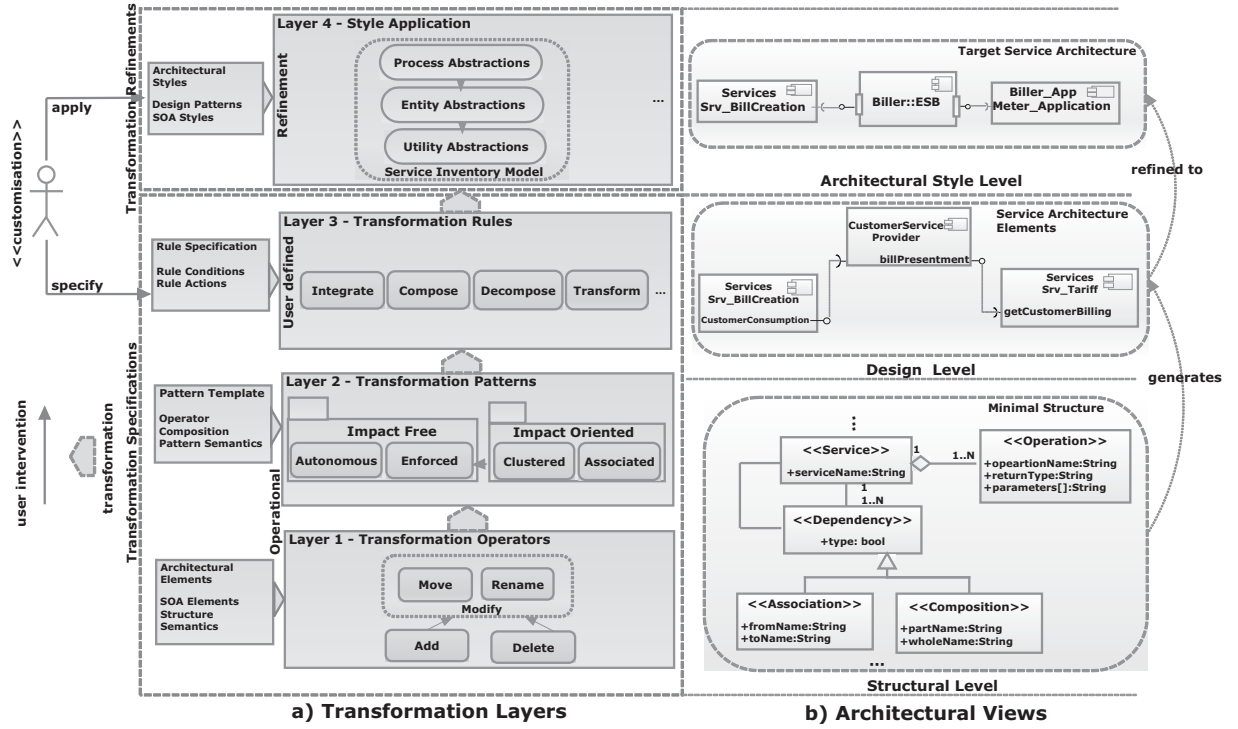 <<customisation>>
apply
specify
user intervention
transformation
Transformation Refinements
Transformation Specifications
Architectural
Styles
Design Patterns
SOA Styles
Layer 4 - Style Application
Refinement
Process Abstractions
Entity Abstractions
Utility Abstractions
Service Inventory Model
...
Rule Specification
Rule Conditions
Rule Actions
Layer 3 - Transformation Rules
User defined
Integrate
Compose
Decompose
Transform
...
Pattern Template
Operator
Composition
Pattern Semantics
Layer 2 - Transformation Patterns
Operational
Impact Free
Autonomous
Enforced
Impact Oriented
Clustered
Associated
Architectural
Elements
SOA Elements
Structure
Semantics
Layer 1 - Transformation Operators
Move
Rename
Modify
Add
Delete
a) Transformation Layers
Target Service Architecture
Services
Srv_BillCreation
Biller::ESB
Biller_App
Meter_Application
Architectural Style Level
refined to
Service Architecture
Elements
CustomerService
Provider
billPresentment
Services
Srv_BillCreation
CustomerConsumption
Services
Srv_Tariff
getCustomerBilling
Design Level
generates
Minimal Structure
...
<<Service>>
+serviceName:String
1
1..N
<<Operation>>
+opeartionName:String
+returnType:String
+parameters[]:String
1
1..N
<<Dependency>>
+type: bool
<<Association>>
+fromName:String
+toName:String
<<Composition>>
+partName:String
+wholeName:String
...
Structural Level
b) Architectural Views